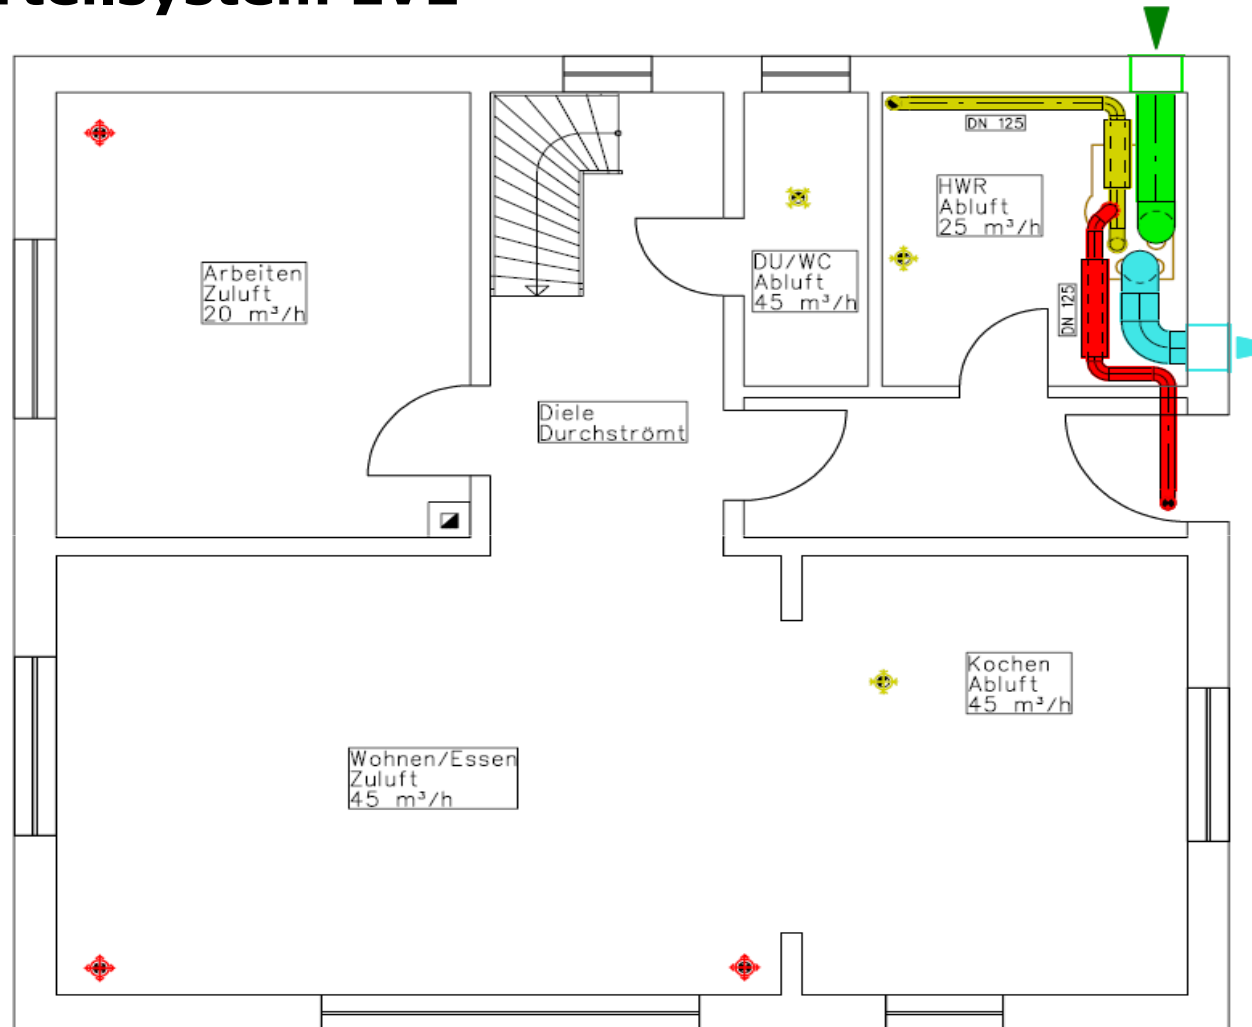 DN 125
HWR
Abluft
25 m³/h
Arbeiten
Zuluft
20 m³/h
DU/WC
Abluft
45 m³/h
DN 125
Diele
Durchströmt
Kochen
Abluft
45 m³/h
Wohnen/Essen
Zuluft
45 m³/h